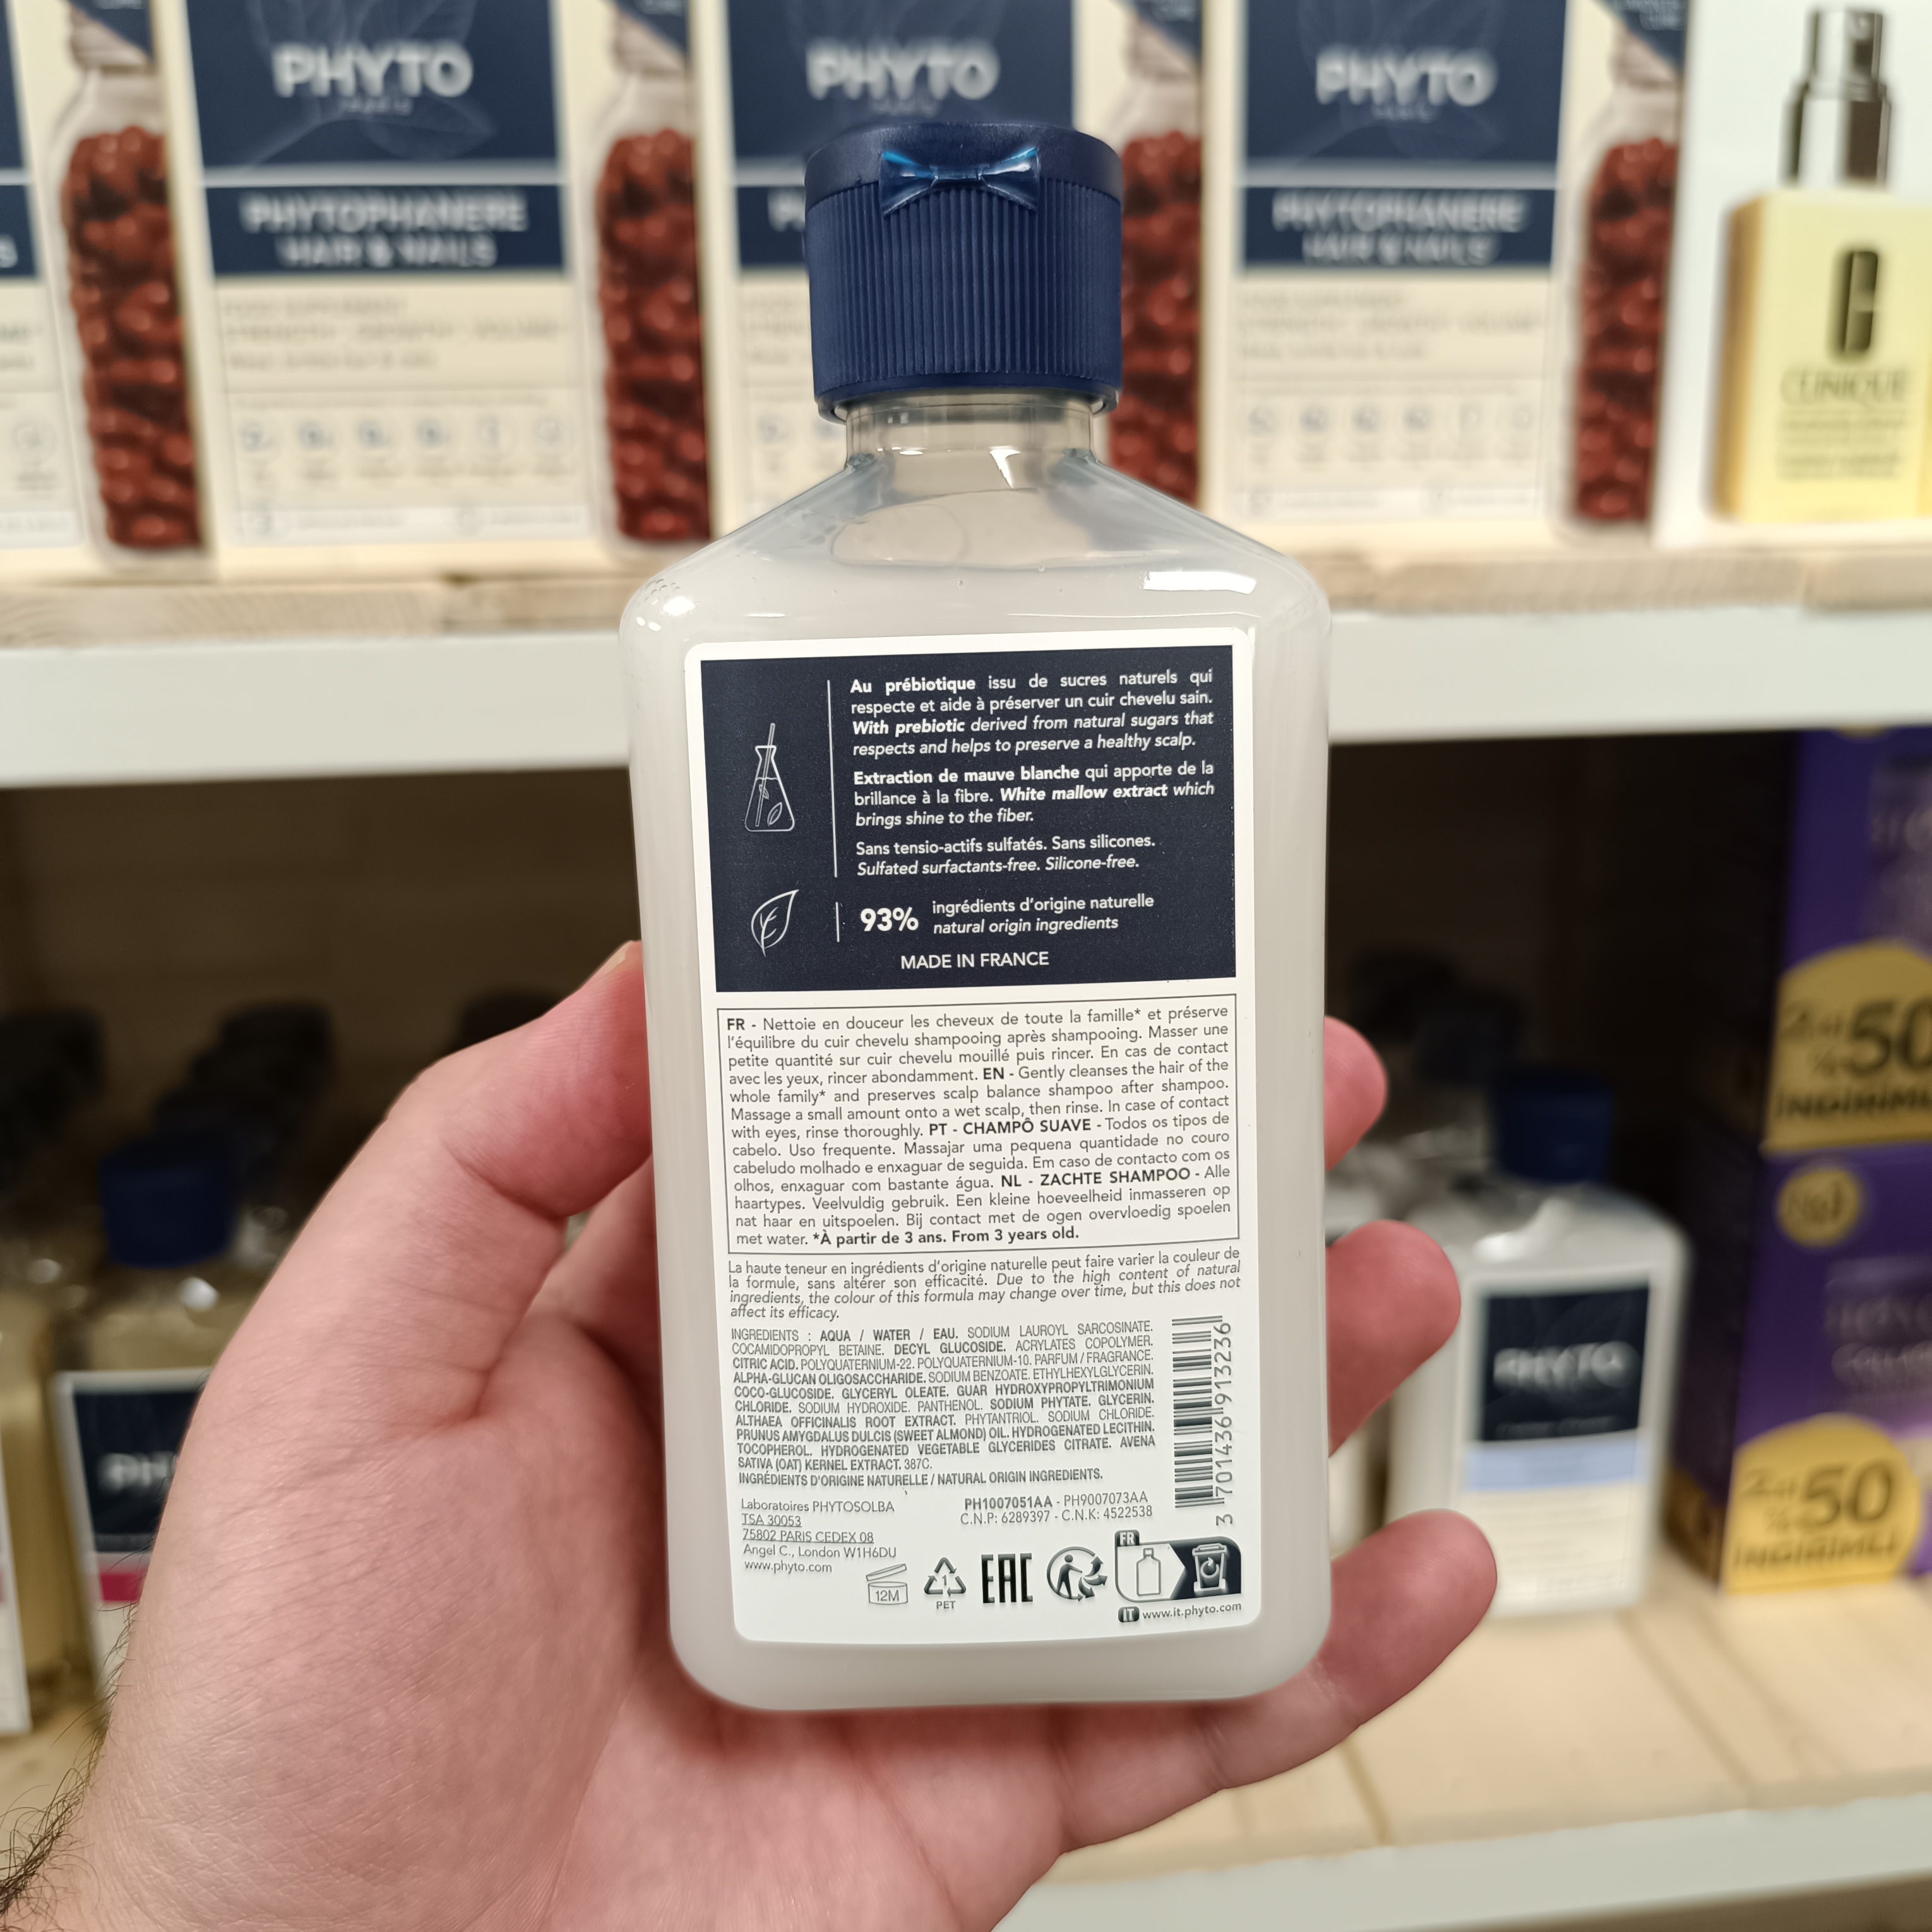 PHYTO
PHYTO
PHYTO
PHYTOPHANERE
HAIR & NAILS
PHYTOPHANERE
HAIR & NAILS
CLINIQUE
Au prébiotique issu de sucres naturels qui
respecte et aide à préserver un cuir chevelu sain.
With prebiotic derived from natural sugars that
respects and helps to preserve a healthy scalp.
Extraction de mauve blanche qui apporte de la
brillance à la fibre. White mallow extract which
brings shine to the fiber.
Sans tensio-actifs sulfatés. Sans silicones.
Sulfated surfactants-free. Silicone-free.
93%
ingrédients d'origine naturelle
natural origin ingredients
MADE IN FRANCE
FR - Nettoie en douceur les cheveux de toute la famille* et préserve
l'équilibre du cuir chevelu shampooing après shampooing. Masser une
petite quantité sur cuir chevelu mouillé puis rincer. En cas de contact
avec les yeux, rincer abondamment. EN - Gently cleanses the hair of the
whole family* and preserves scalp balance shampoo after shampoo.
Massage a small amount onto a wet scalp, then rinse. In case of contact
with eyes, rinse thoroughly. PT - CHAMPÔ SUAVE - Todos os tipos de
cabelo. Uso frequente. Massajar uma pequena quantidade no couro
cabeludo molhado e enxaguar de seguida. Em caso de contacto com os
olhos, enxaguar com bastante água. NL - ZACHTE SHAMPOO - Alle
haartypes. Veelvuldig gebruik. Een kleine hoeveelheid inmasseren op
nat haar en uitspoelen. Bij contact met de ogen overvloedig spoelen
met water. *À partir de 3 ans. From 3 years old.
La haute teneur en ingrédients d'origine naturelle peut faire varier la couleur de
la formule, sans altérer son efficacité. Due to the high content of natural
ingredients, the colour of this formula may change over time, but this does not
affect its efficacy.
INGREDIENTS : AQUA / WATER / EAU. SODIUM LAUROYL SARCOSINATE.
COCAMIDOPROPYL BETAINE. DECYL GLUCOSIDE. ACRYLATES COPOLYMER.
CITRIC ACID. POLYQUATERNIUM-22. POLYQUATERNIUM-10. PARFUM / FRAGRANCE.
ALPHA-GLUCAN OLIGOSACCHARIDE. SODIUM BENZOATE. ETHYLHEXYLGLYCERIN.
COCO-GLUCOSIDE. GLYCERYL OLEATE. GUAR HYDROXYPROPYLTRIMONIUM
CHLORIDE. SODIUM HYDROXIDE. PANTHENOL. SODIUM PHYTATE. GLYCERIN.
ALTHAEA OFFICINALIS ROOT EXTRACT. PHYTANTRIOL. SODIUM CHLORIDE.
PRUNUS AMYGDALUS DULCIS (SWEET ALMOND) OIL. HYDROGENATED LECITHIN.
TOCOPHEROL. HYDROGENATED VEGETABLE GLYCERIDES CITRATE. AVENA
SATIVA (OAT) KERNEL EXTRACT. 387C.
INGRÉDIENTS D'ORIGINE NATURELLE / NATURAL ORIGIN INGREDIENTS.
3 701436 913236
Laboratoires PHYTOSOLBA
TSA 30053
75802 PARIS CEDEX 08
Angel C., London W1H6DU
www.phyto.com
PH1007051AA - PH9007073AA
C.N.P: 6289397 - C.N.K: 4522538
12M
1
PET
EAC
FR
IT www.it.phyto.com
PHYTO
%50
İNDİRİMLİ
%50
İNDİRİMLİ